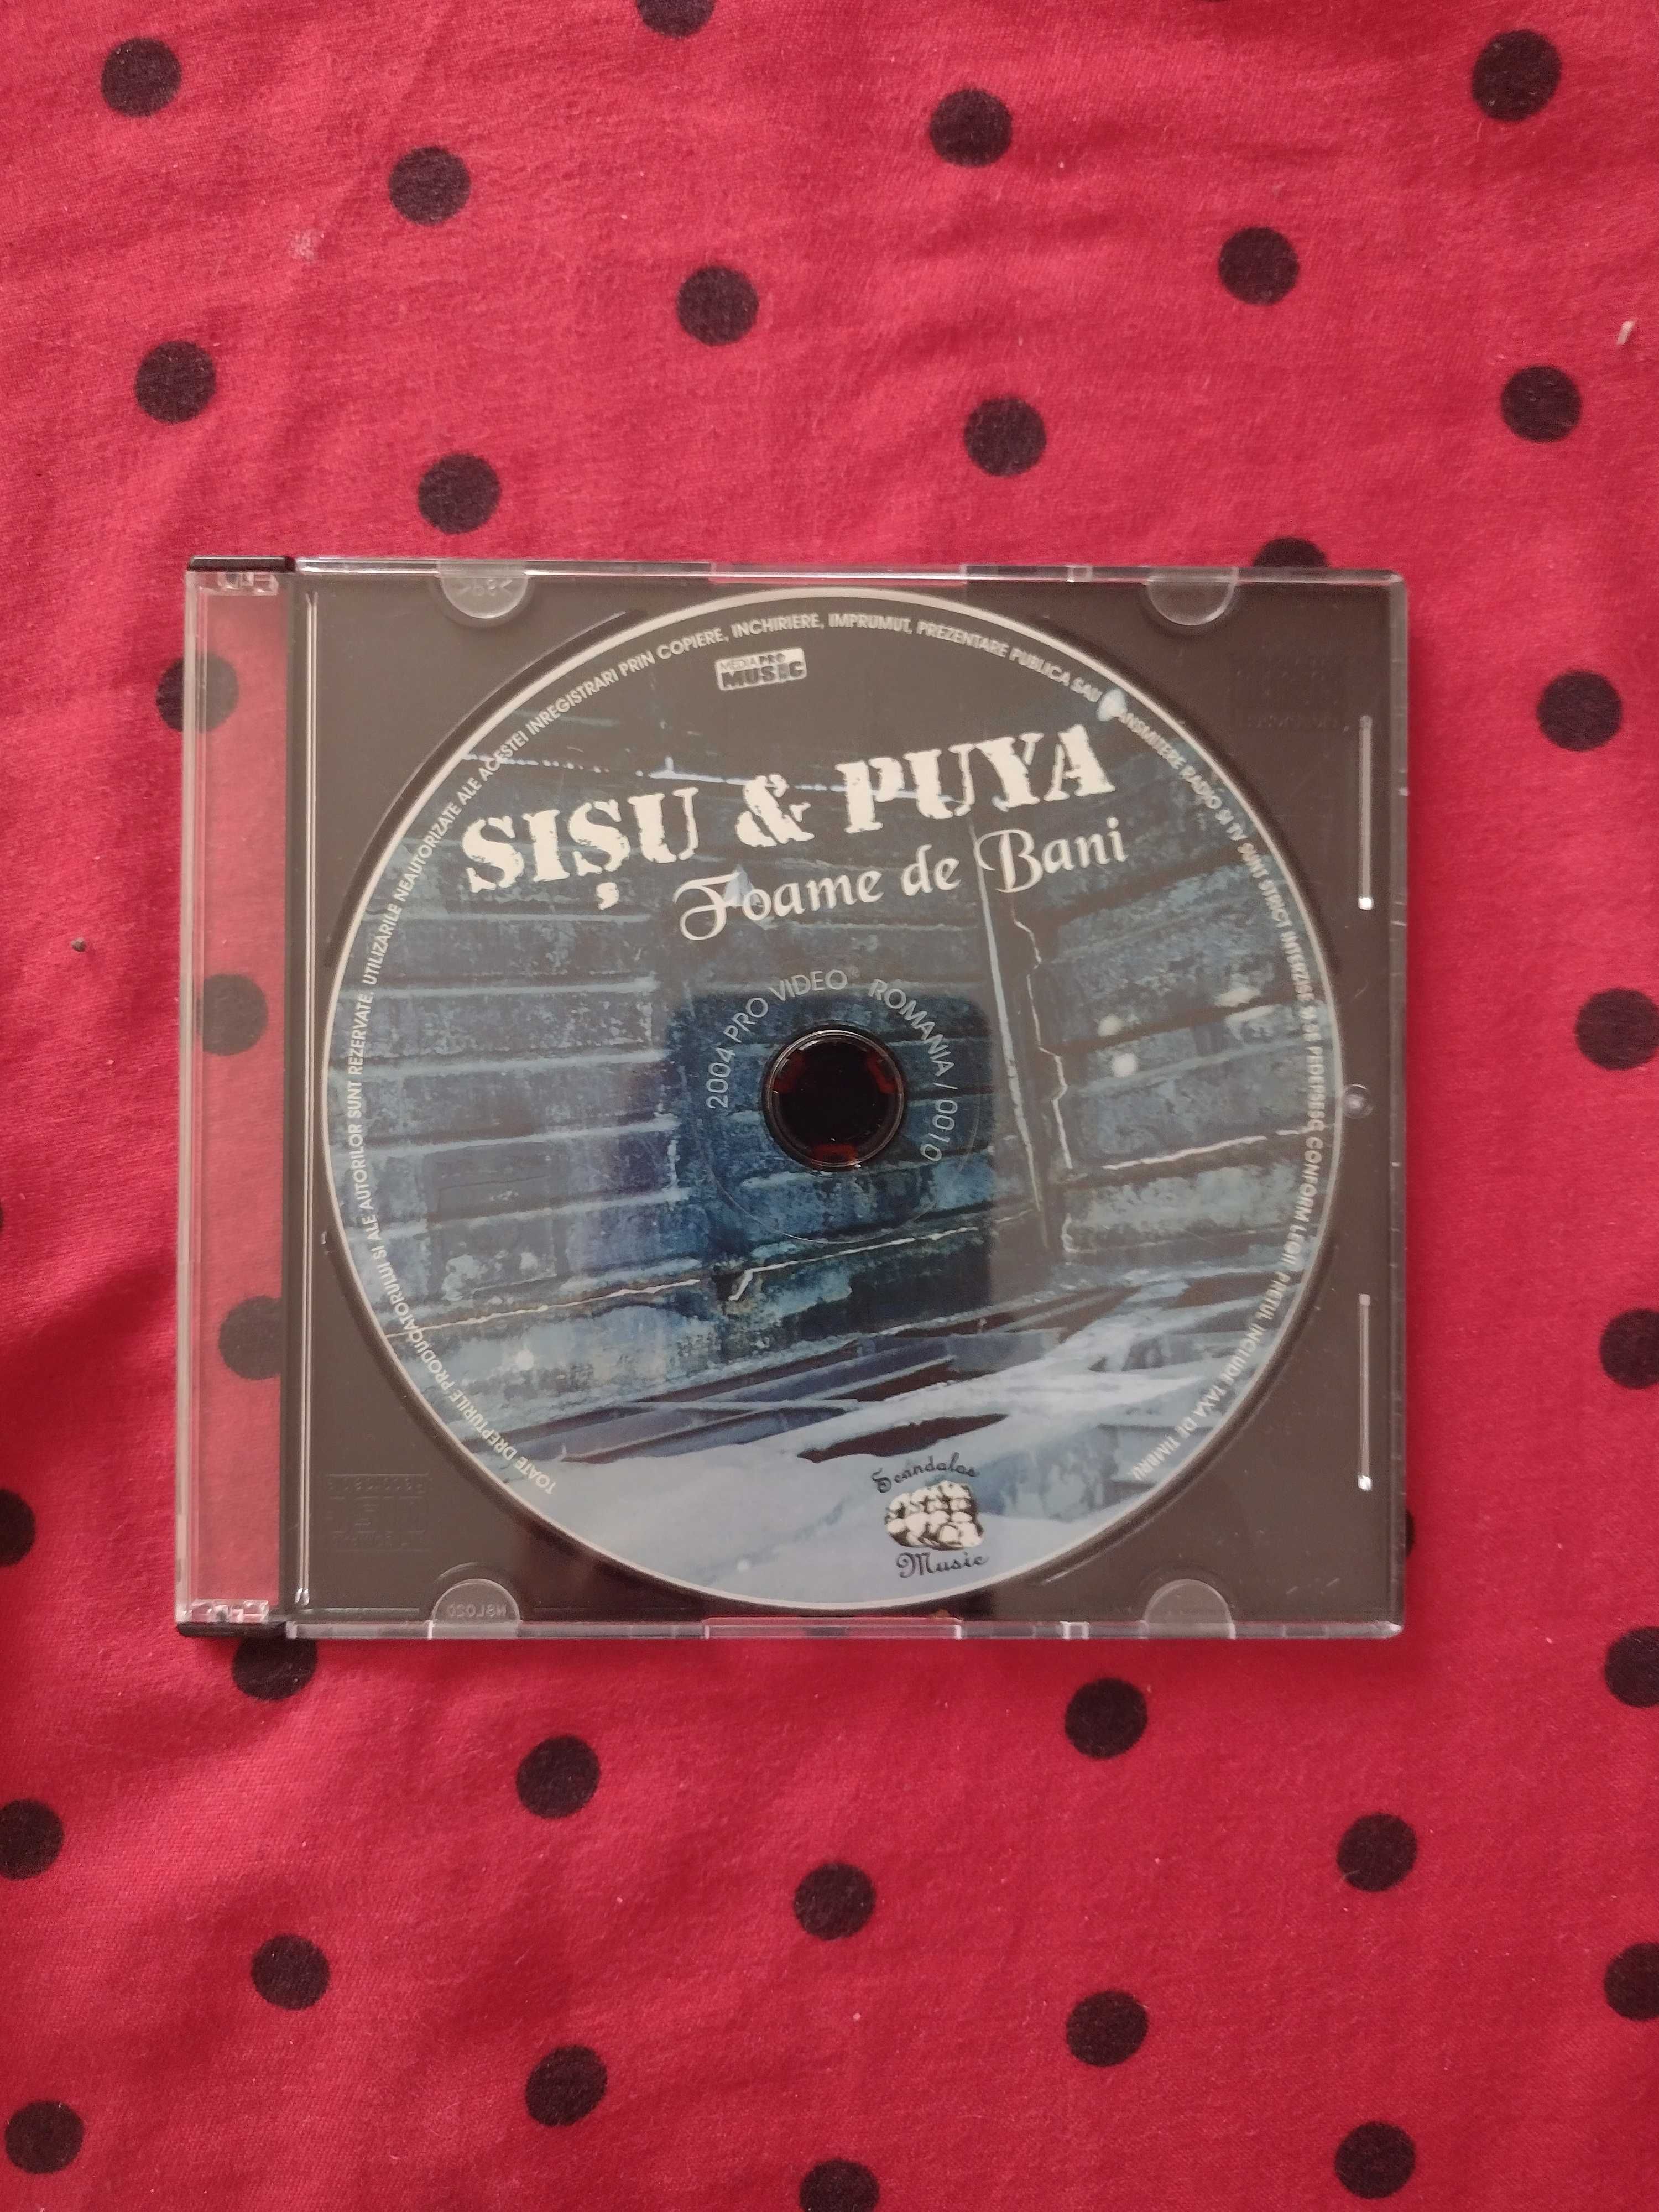 MEDIA PRO
MUSIC
SIȘU & PUYA
Foame de Bani
2004 PRO VIDEO® ROMANIA / 0010
TOATE DREPTURILE PRODUCATORULUI SI ALE AUTORILOR SUNT REZERVATE. UTILIZARILE NEAUTORIZATE ALE ACESTEI INREGISTRARI PRIN COPIERE, INCHIRIERE, IMPRUMUT, PREZENTARE PUBLICA SAU TRANSMITERE RADIO SI TV SUNT STRICT INTERZISE SI SE PEDEPSESC CONFORM LEGII. PRETUL INCLUDE TAXA DE TIMBRU
Scandalos
Music